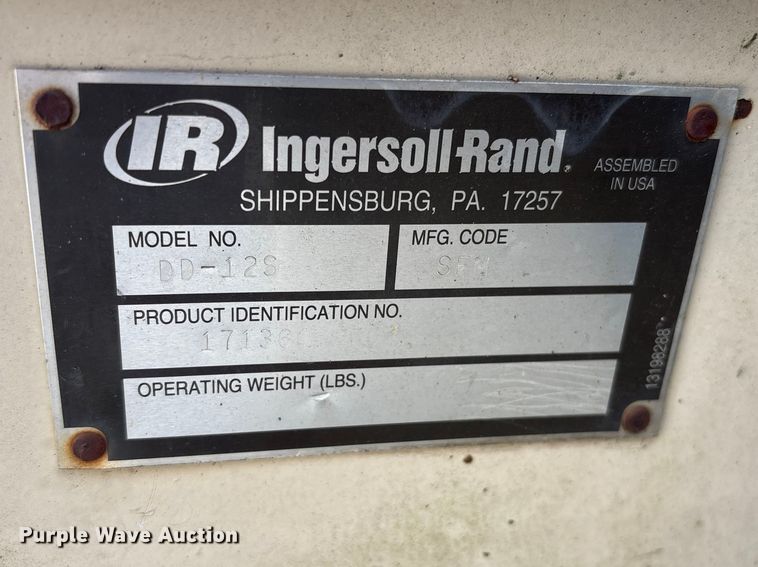 IR Ingersoll-Rand®
ASSEMBLED
IN USA
SHIPPENSBURG, PA. 17257
MODEL NO.
DD-12S
MFG. CODE
PRODUCT IDENTIFICATION NO.
OPERATING WEIGHT (LBS.)
13198288
Purple Wave Auction